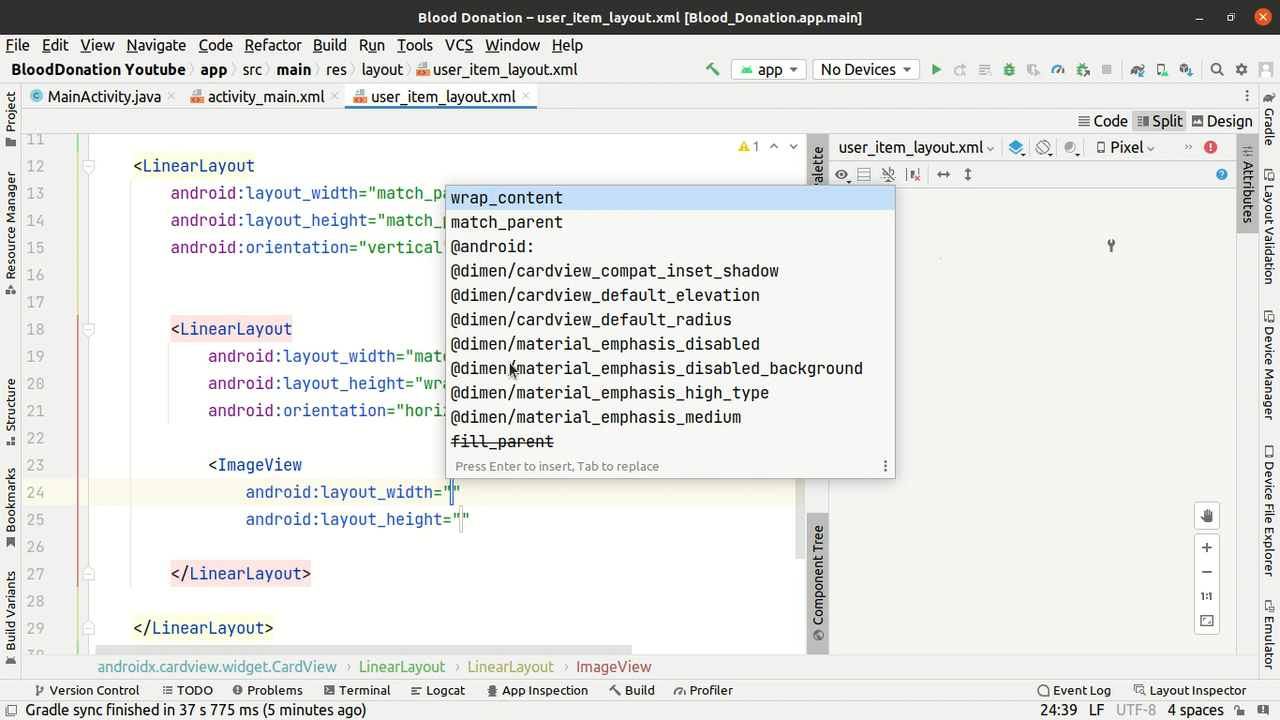 Blood Donation – user_item_layout.xml [Blood_Donation.app.main]
File Edit View Navigate Code Refactor Build Run Tools VCS Window Help
BloodDonation Youtube app src main res layout user_item_layout.xml app No Devices
MainActivity.java activity_main.xml user_item_layout.xml
Code Split Design
user_item_layout.xml Pixel
1
11
12 <LinearLayout
13 android:layout_width="match_pa
14 android:layout_height="match_p
15 android:orientation="vertical"
16
17
18 <LinearLayout
19 android:layout_width="matc
20 android:layout_height="wra
21 android:orientation="horiz
22
23 <ImageView
24 android:layout_width=""
25 android:layout_height=""
26
27 </LinearLayout>
28
29 </LinearLayout>
wrap_content
match_parent
@android:
@dimen/cardview_compat_inset_shadow
@dimen/cardview_default_elevation
@dimen/cardview_default_radius
@dimen/material_emphasis_disabled
@dimen/material_emphasis_disabled_background
@dimen/material_emphasis_high_type
@dimen/material_emphasis_medium
fill_parent
Press Enter to insert, Tab to replace
Project
Resource Manager
Structure
Bookmarks
Build Variants
Palette
Component Tree
Attributes
1:1
Gradle
Layout Validation
Device Manager
Device File Explorer
Emulator
androidx.cardview.widget.CardView LinearLayout LinearLayout ImageView
Version Control TODO Problems Terminal Logcat App Inspection Build Profiler Event Log Layout Inspector
Gradle sync finished in 37 s 775 ms (5 minutes ago) 24:39 LF UTF-8 4 spaces